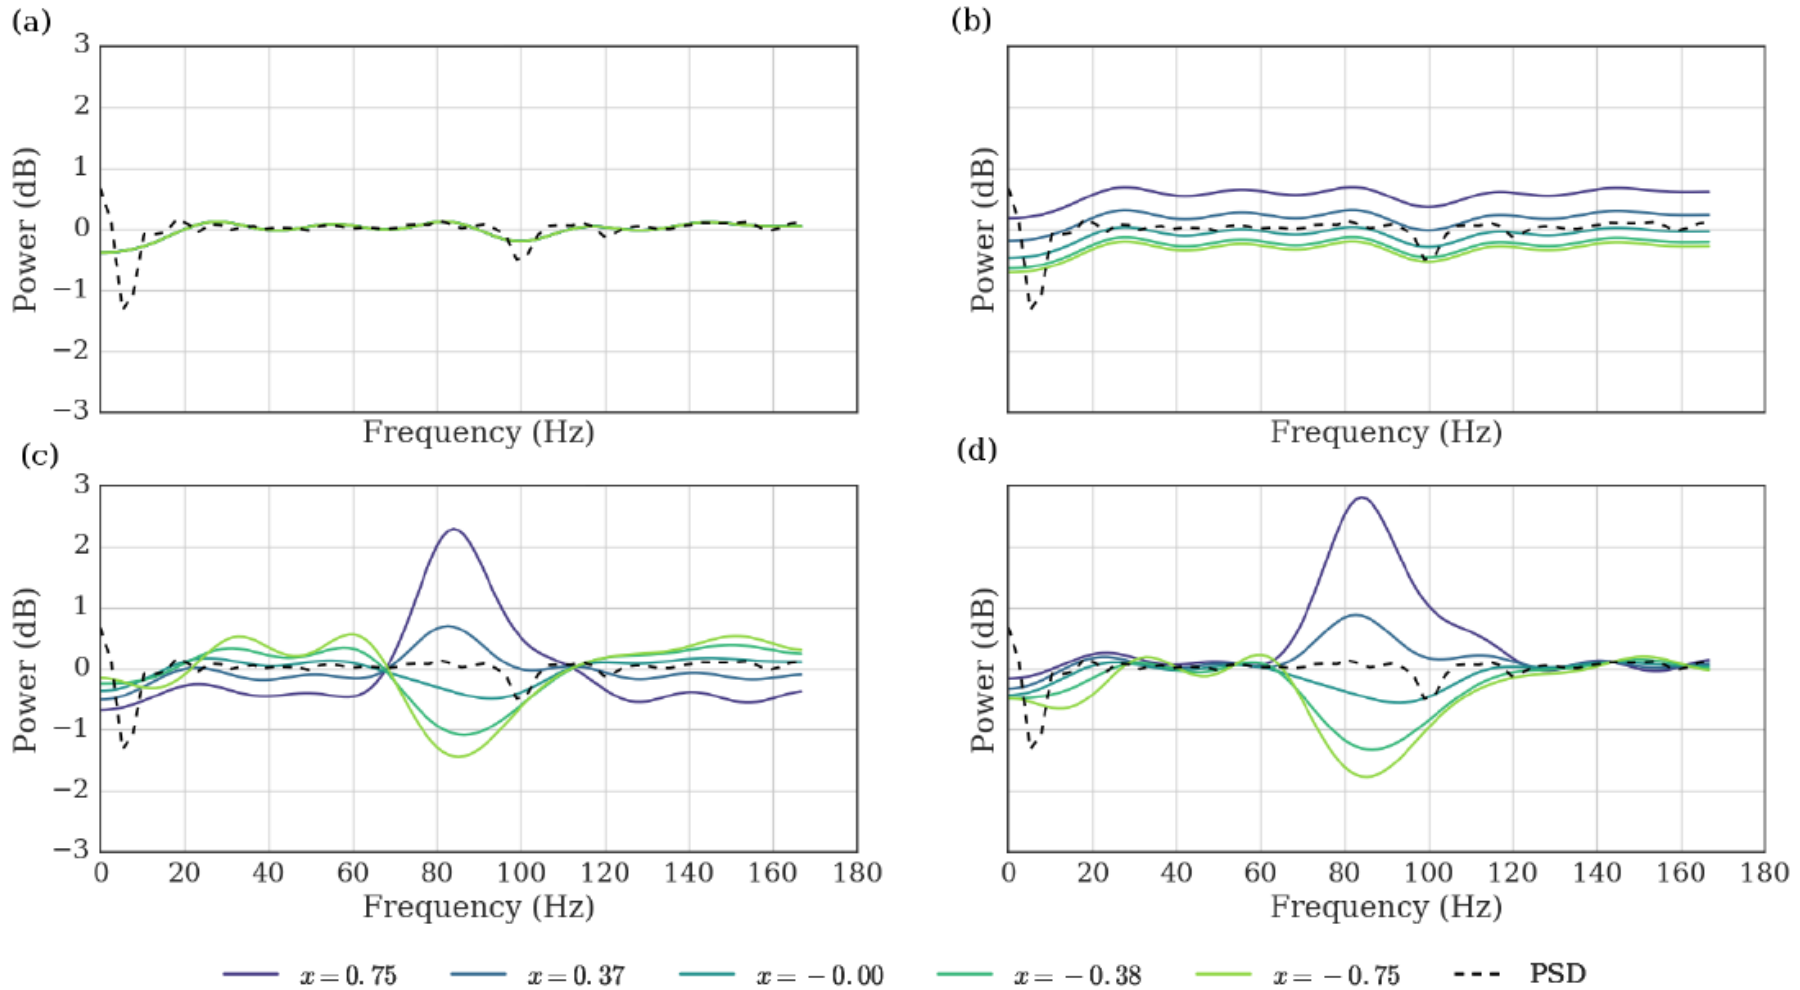 (a)
(b)
3
2
1
0
−1
−2
−3
Power (dB)
Power (dB)
Frequency (Hz)
Frequency (Hz)
(c)
(d)
3
2
1
0
−1
−2
−3
Power (dB)
Power (dB)
0 20 40 60 80 100 120 140 160 180
0 20 40 60 80 100 120 140 160 180
Frequency (Hz)
Frequency (Hz)
x = 0.75 x = 0.37 x = −0.00 x = −0.38 x = −0.75 PSD